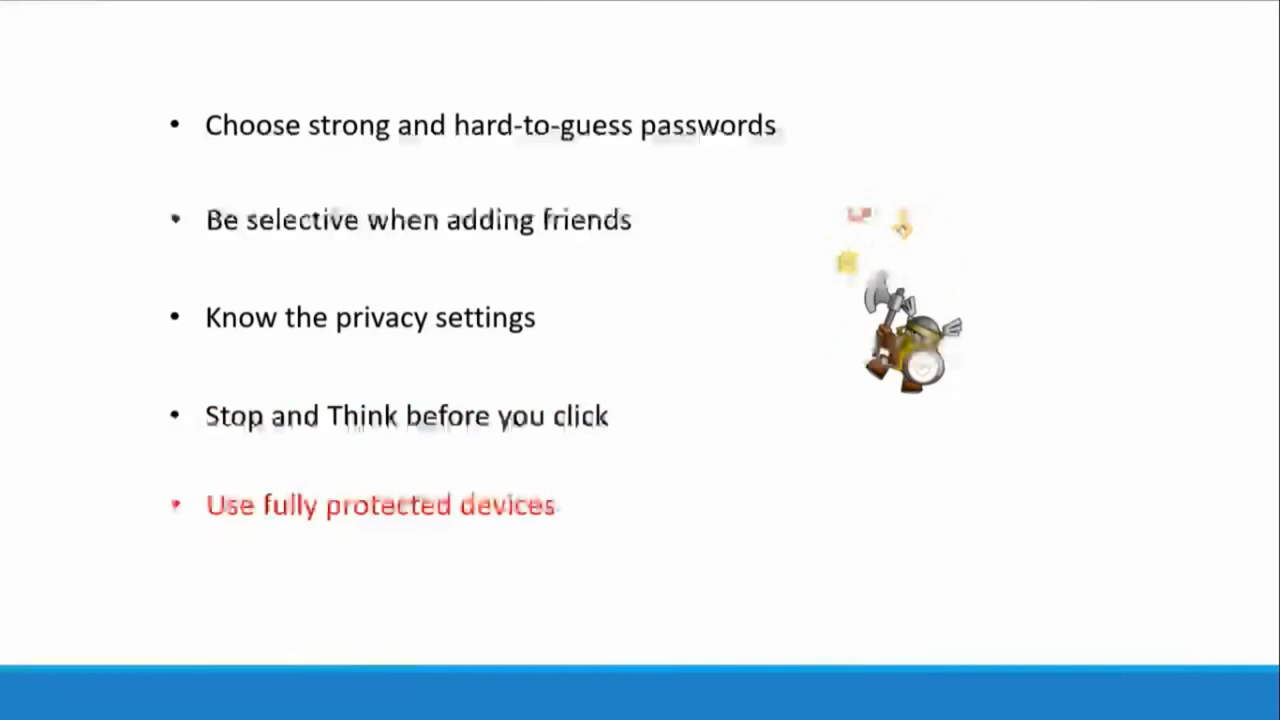 • Choose strong and hard-to-guess passwords
• Be selective when adding friends
• Know the privacy settings
• Stop and Think before you click
• Use fully protected devices